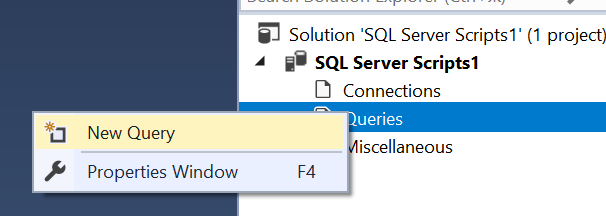 Search Solution Explorer (Ctrl+ж)
Solution 'SQL Server Scripts1' (1 project)
SQL Server Scripts1
Connections
Queries
Miscellaneous
New Query
Properties Window F4